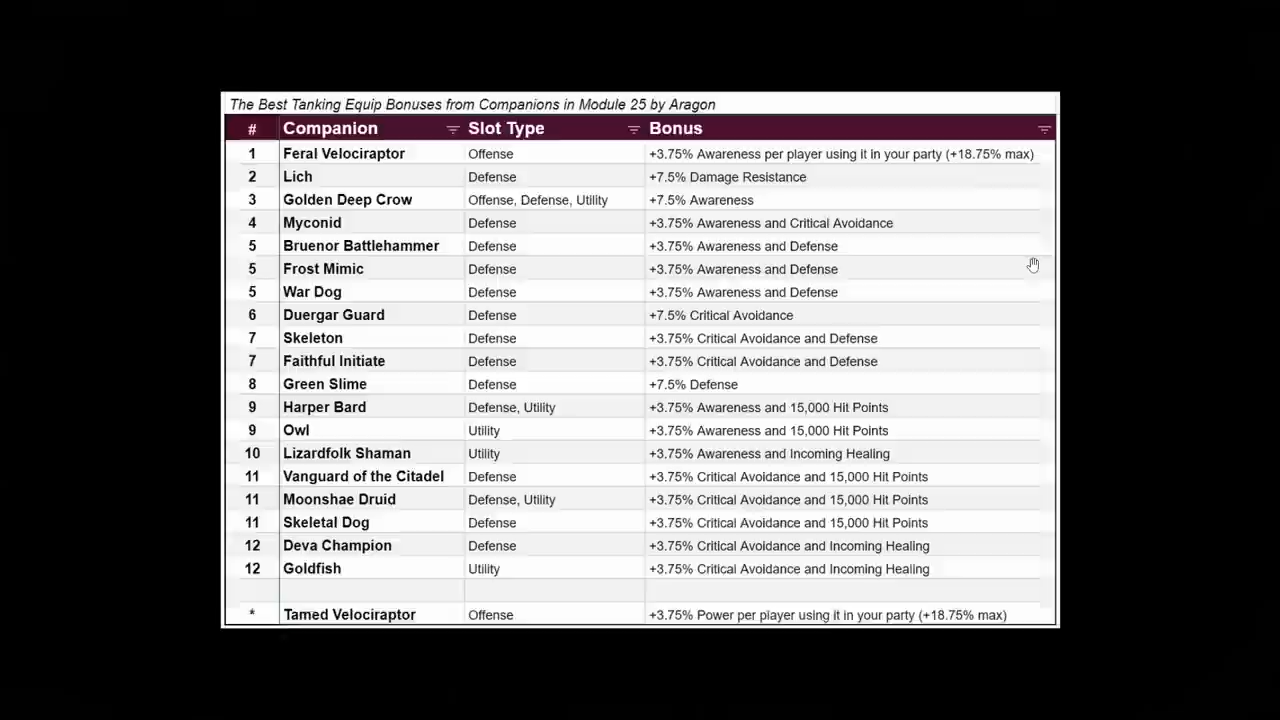 The Best Tanking Equip Bonuses from Companions in Module 25 by Aragon
# Companion Slot Type Bonus
1 Feral Velociraptor Offense +3.75% Awareness per player using it in your party (+18.75% max)
2 Lich Defense +7.5% Damage Resistance
3 Golden Deep Crow Offense, Defense, Utility +7.5% Awareness
4 Myconid Defense +3.75% Awareness and Critical Avoidance
5 Bruenor Battlehammer Defense +3.75% Awareness and Defense
5 Frost Mimic Defense +3.75% Awareness and Defense
5 War Dog Defense +3.75% Awareness and Defense
6 Duergar Guard Defense +7.5% Critical Avoidance
7 Skeleton Defense +3.75% Critical Avoidance and Defense
7 Faithful Initiate Defense +3.75% Critical Avoidance and Defense
8 Green Slime Defense +7.5% Defense
9 Harper Bard Defense, Utility +3.75% Awareness and 15,000 Hit Points
9 Owl Utility +3.75% Awareness and 15,000 Hit Points
10 Lizardfolk Shaman Utility +3.75% Awareness and Incoming Healing
11 Vanguard of the Citadel Defense +3.75% Critical Avoidance and 15,000 Hit Points
11 Moonshae Druid Defense, Utility +3.75% Critical Avoidance and 15,000 Hit Points
11 Skeletal Dog Defense +3.75% Critical Avoidance and 15,000 Hit Points
12 Deva Champion Defense +3.75% Critical Avoidance and Incoming Healing
12 Goldfish Utility +3.75% Critical Avoidance and Incoming Healing
* Tamed Velociraptor Offense +3.75% Power per player using it in your party (+18.75% max)